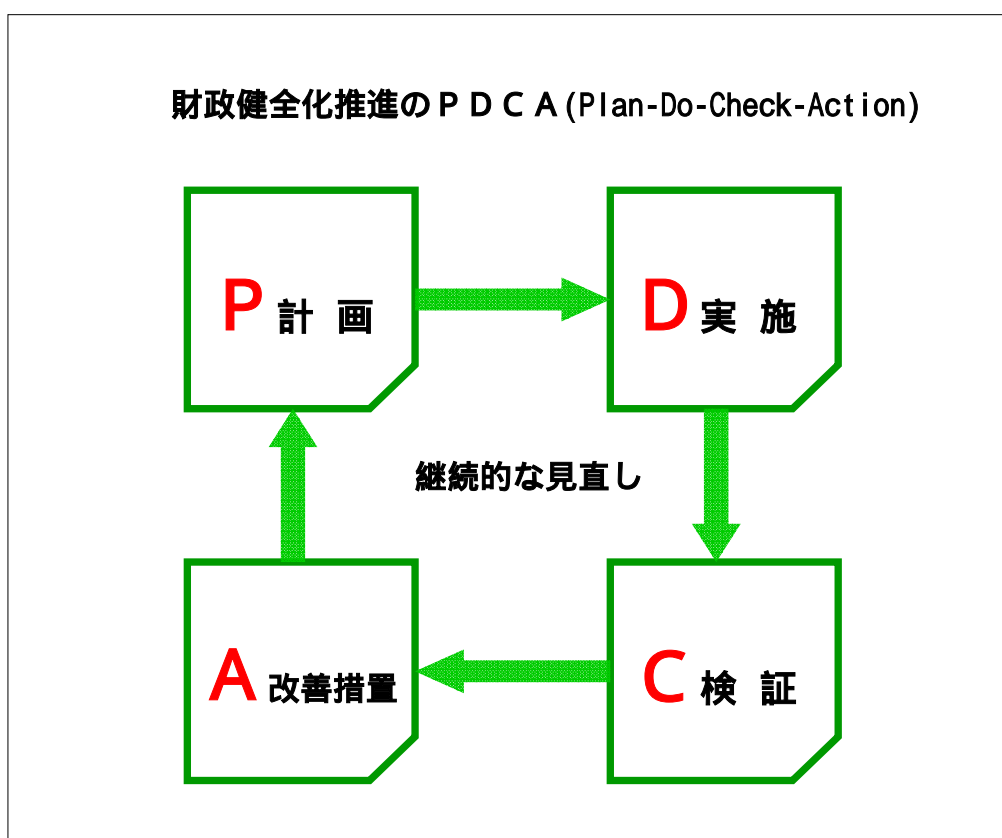 財政健全化推進のＰＤＣＡ(Plan-Do-Check-Action)
P 計 画
D 実 施
継続的な見直し
A 改善措置
C 検 証